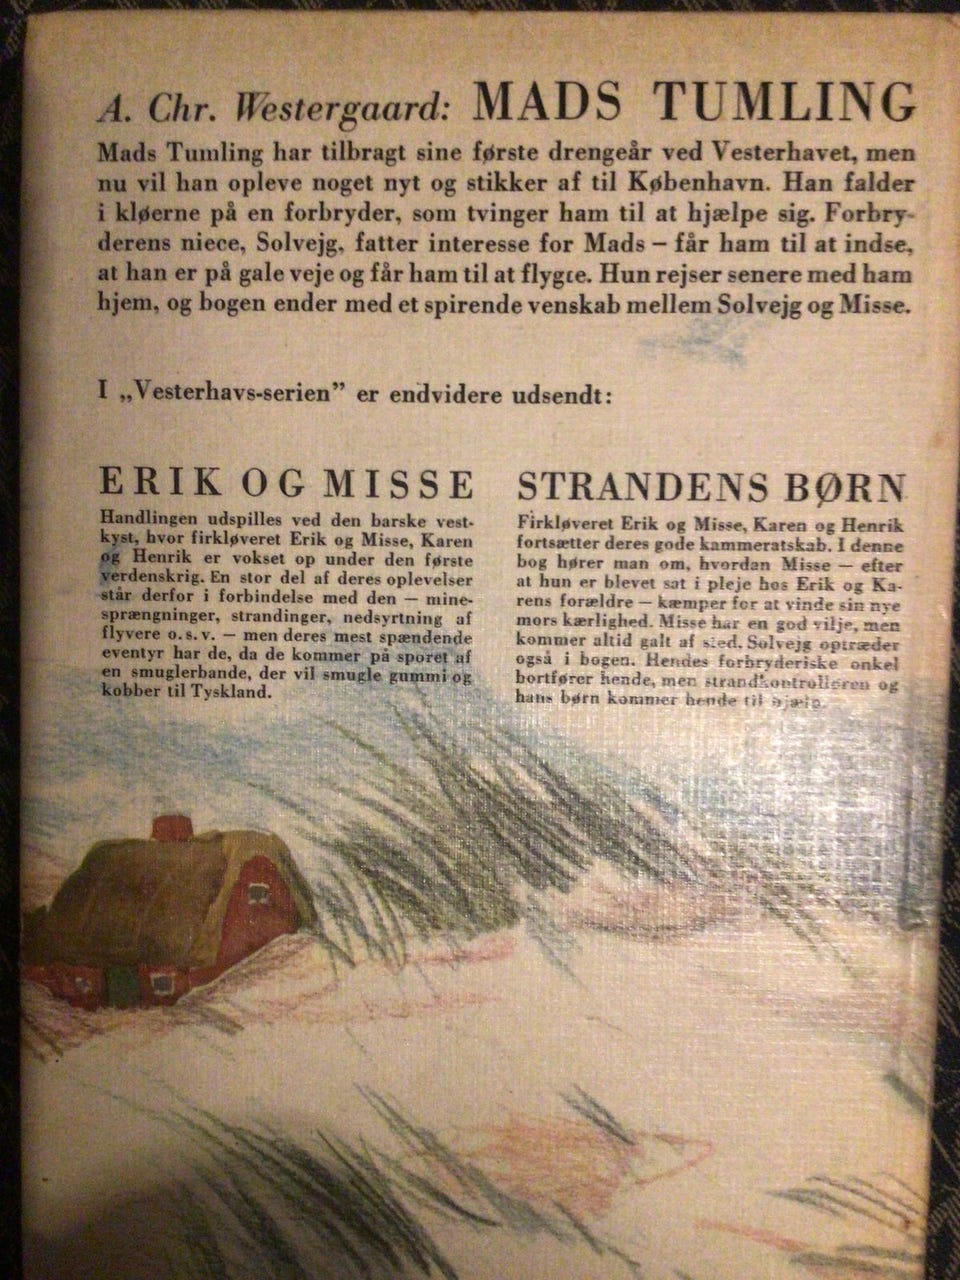 A. Chr. Westergaard: MADS TUMLING
Mads Tumling har tilbragt sine første drengeår ved Vesterhavet, men
nu vil han opleve noget nyt og stikker af til København. Han falder
i kløerne på en forbryder, som tvinger ham til at hjælpe sig. Forbry-
derens niece, Solvejg, fatter interesse for Mads – får ham til at indse,
at han er på gale veje og får ham til at flygte. Hun rejser senere med ham
hjem, og bogen ender med et spirende venskab mellem Solvejg og Misse.
I „Vesterhavs-serien” er endvidere udsendt:
ERIK OG MISSE
Handlingen udspilles ved den barske vest-
kyst, hvor firkløveret Erik og Misse, Karen
og Henrik er vokset op under den første
verdenskrig. En stor del af deres oplevelser
står derfor i forbindelse med den — mine-
sprængninger, strandinger, nedsyrtning af
flyvere o. s. v. — men deres mest spændende
eventyr har de, da de kommer på sporet af
en smuglerbande, der vil smugle gummi og
kobber til Tyskland.
STRANDENS BØRN
Firkløveret Erik og Misse, Karen og Henrik
fortsætter deres gode kammeratskab. I denne
bog hører man om, hvordan Misse — efter
at hun er blevet sat i pleje hos Erik og Ka-
rens forældre — kæmper for at vinde sin nye
mors kærlighed. Misse har en god vilje, men
kommer altid galt af sted. Solvejg optræder
også i bogen. Hendes forbryderiske onkel
bortfører hende, men strandkontrolløren og
hans børn kommer hende til hjælp.